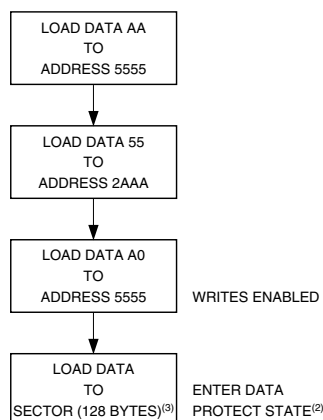 LOAD DATA AA
TO
ADDRESS 5555
LOAD DATA 55
TO
ADDRESS 2AAA
LOAD DATA A0
TO
ADDRESS 5555
WRITES ENABLED
LOAD DATA
TO
SECTOR (128 BYTES)(3)
ENTER DATA
PROTECT STATE(2)